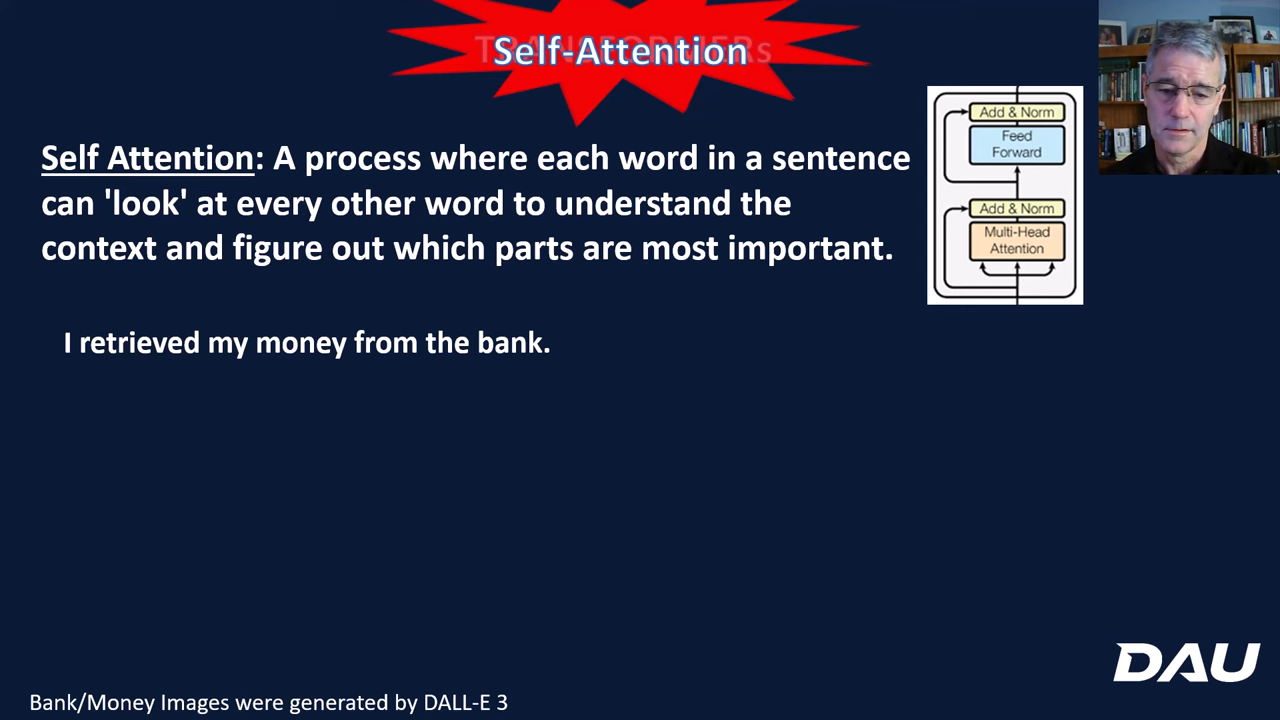 TRANSFORMERs
Self-Attention
Self Attention: A process where each word in a sentence
can 'look' at every other word to understand the
context and figure out which parts are most important.
Add & Norm
Feed
Forward
Add & Norm
Multi-Head
Attention
I retrieved my money from the bank.
DAU
Bank/Money Images were generated by DALL-E 3